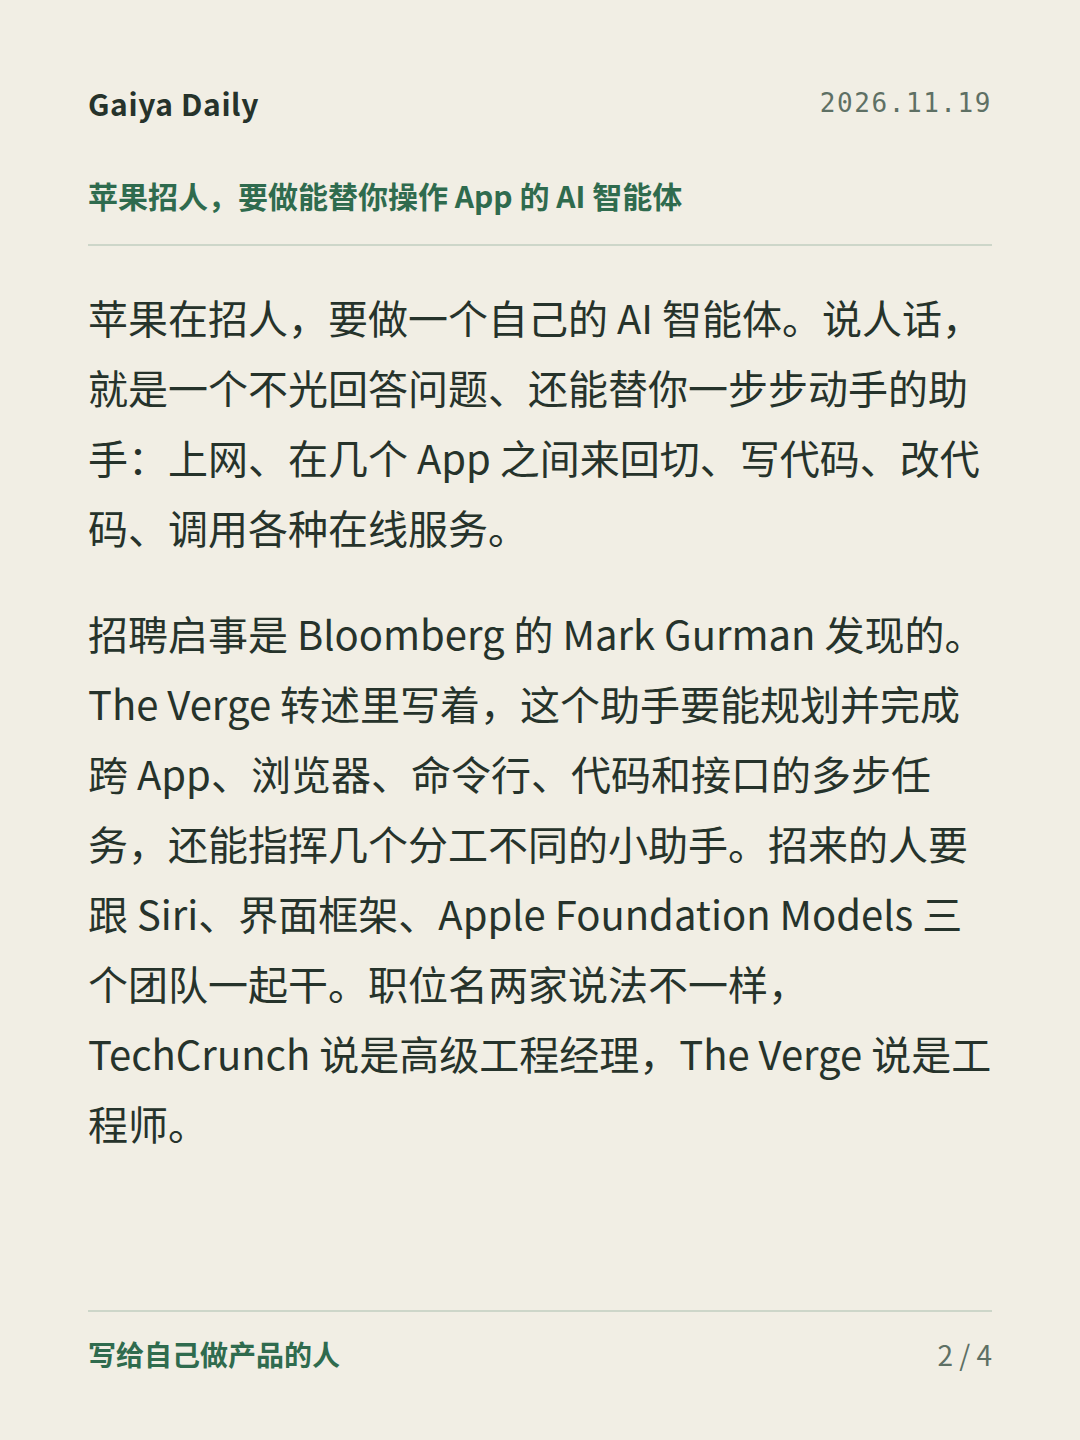 Gaiya Daily
2026.11.19
苹果招人，要做能替你操作 App 的 AI 智能体
苹果在招人，要做一个自己的 AI 智能体。说人话，
就是一个不光回答问题、还能替你一步步动手的助
手：上网、在几个 App 之间来回切、写代码、改代
码、调用各种在线服务。
招聘启事是 Bloomberg 的 Mark Gurman 发现的。
The Verge 转述里写着，这个助手要能规划并完成
跨 App、浏览器、命令行、代码和接口的多步任
务，还能指挥几个分工不同的小助手。招来的人要
跟 Siri、界面框架、Apple Foundation Models 三
个团队一起干。职位名两家说法不一样，
TechCrunch 说是高级工程经理，The Verge 说是工
程师。
写给自己做产品的人
2 / 4